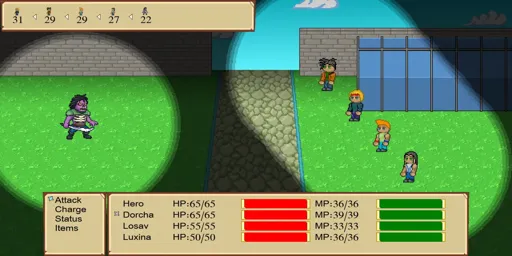 31 29 29 27 22
Attack
Charge
Status
Items
Hero HP:65/65 MP:36/36
Dorcha HP:65/65 MP:39/39
Losav HP:55/55 MP:33/33
Luxina HP:50/50 MP:36/36